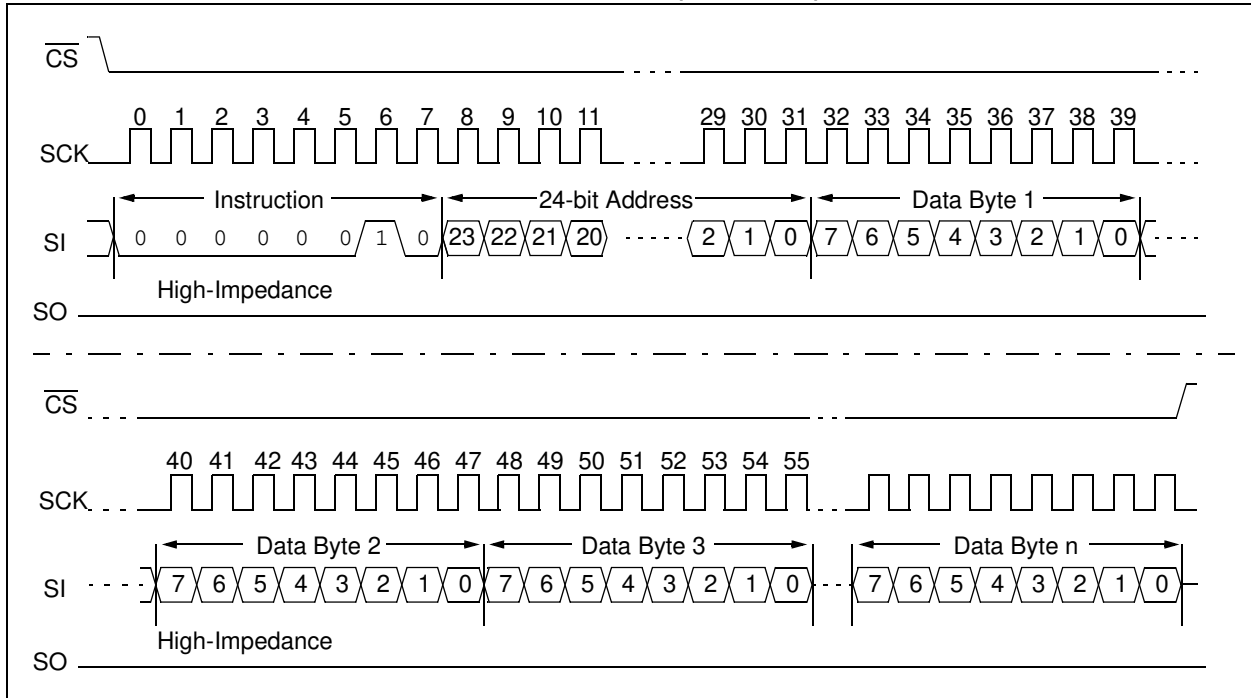 CS
0 1 2 3 4 5 6 7 8 9 10 11 29 30 31 32 33 34 35 36 37 38 39
SCK
Instruction 24-bit Address Data Byte 1
SI 0 0 0 0 0 0 1 0 23 22 21 20 2 1 0 7 6 5 4 3 2 1 0
High-Impedance
SO
CS
40 41 42 43 44 45 46 47 48 49 50 51 52 53 54 55
SCK
Data Byte 2 Data Byte 3 Data Byte n
SI 7 6 5 4 3 2 1 0 7 6 5 4 3 2 1 0 7 6 5 4 3 2 1 0
High-Impedance
SO